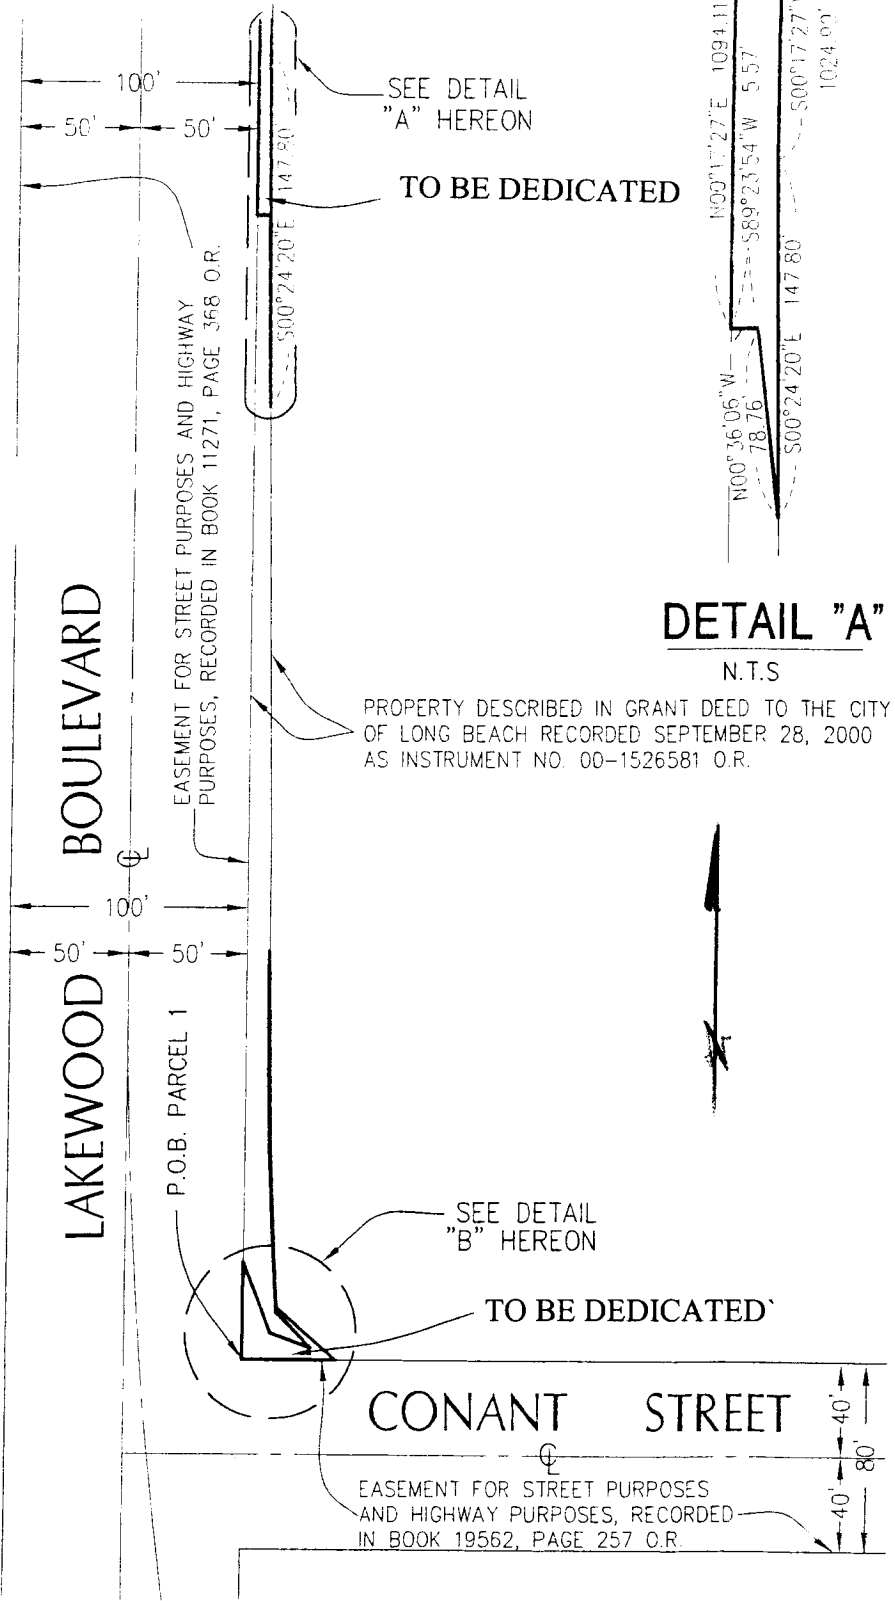 100'
50'
50'
SEE DETAIL
"A" HEREON
TO BE DEDICATED
S00°24'20"E 147.80'
N00°17'27"E 1094.11
S89°23'54"W 5.57'
S00°17'27"W
1024.90'
N00°36'06"W
78.76'
S00°24'20"E 147.80'
DETAIL "A"
N.T.S
EASEMENT FOR STREET PURPOSES AND HIGHWAY
PURPOSES, RECORDED IN BOOK 11271, PAGE 368 O.R.
PROPERTY DESCRIBED IN GRANT DEED TO THE CITY
OF LONG BEACH RECORDED SEPTEMBER 28, 2000
AS INSTRUMENT NO. 00-1526581 O.R.
LAKEWOOD BOULEVARD
100'
50'
50'
P.O.B. PARCEL 1
SEE DETAIL
"B" HEREON
TO BE DEDICATED`
CONANT STREET
40'
80'
40'
EASEMENT FOR STREET PURPOSES
AND HIGHWAY PURPOSES, RECORDED
IN BOOK 19562, PAGE 257 O.R.